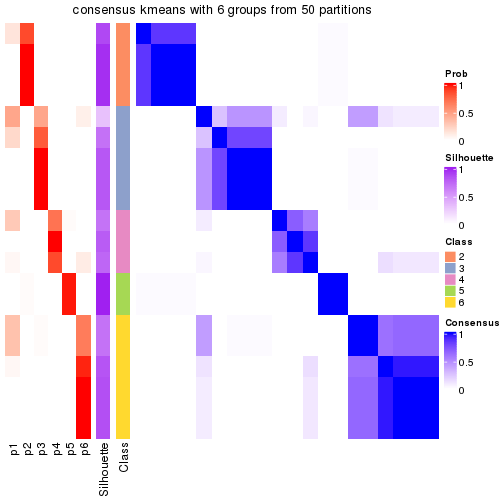 consensus kmeans with 6 groups from 50 partitions
Prob
1
0.5
0
Silhouette
1
0.5
0
Class
2
3
4
5
6
Consensus
1
0.5
0
p1
p2
p3
p4
p5
p6
Silhouette
Class